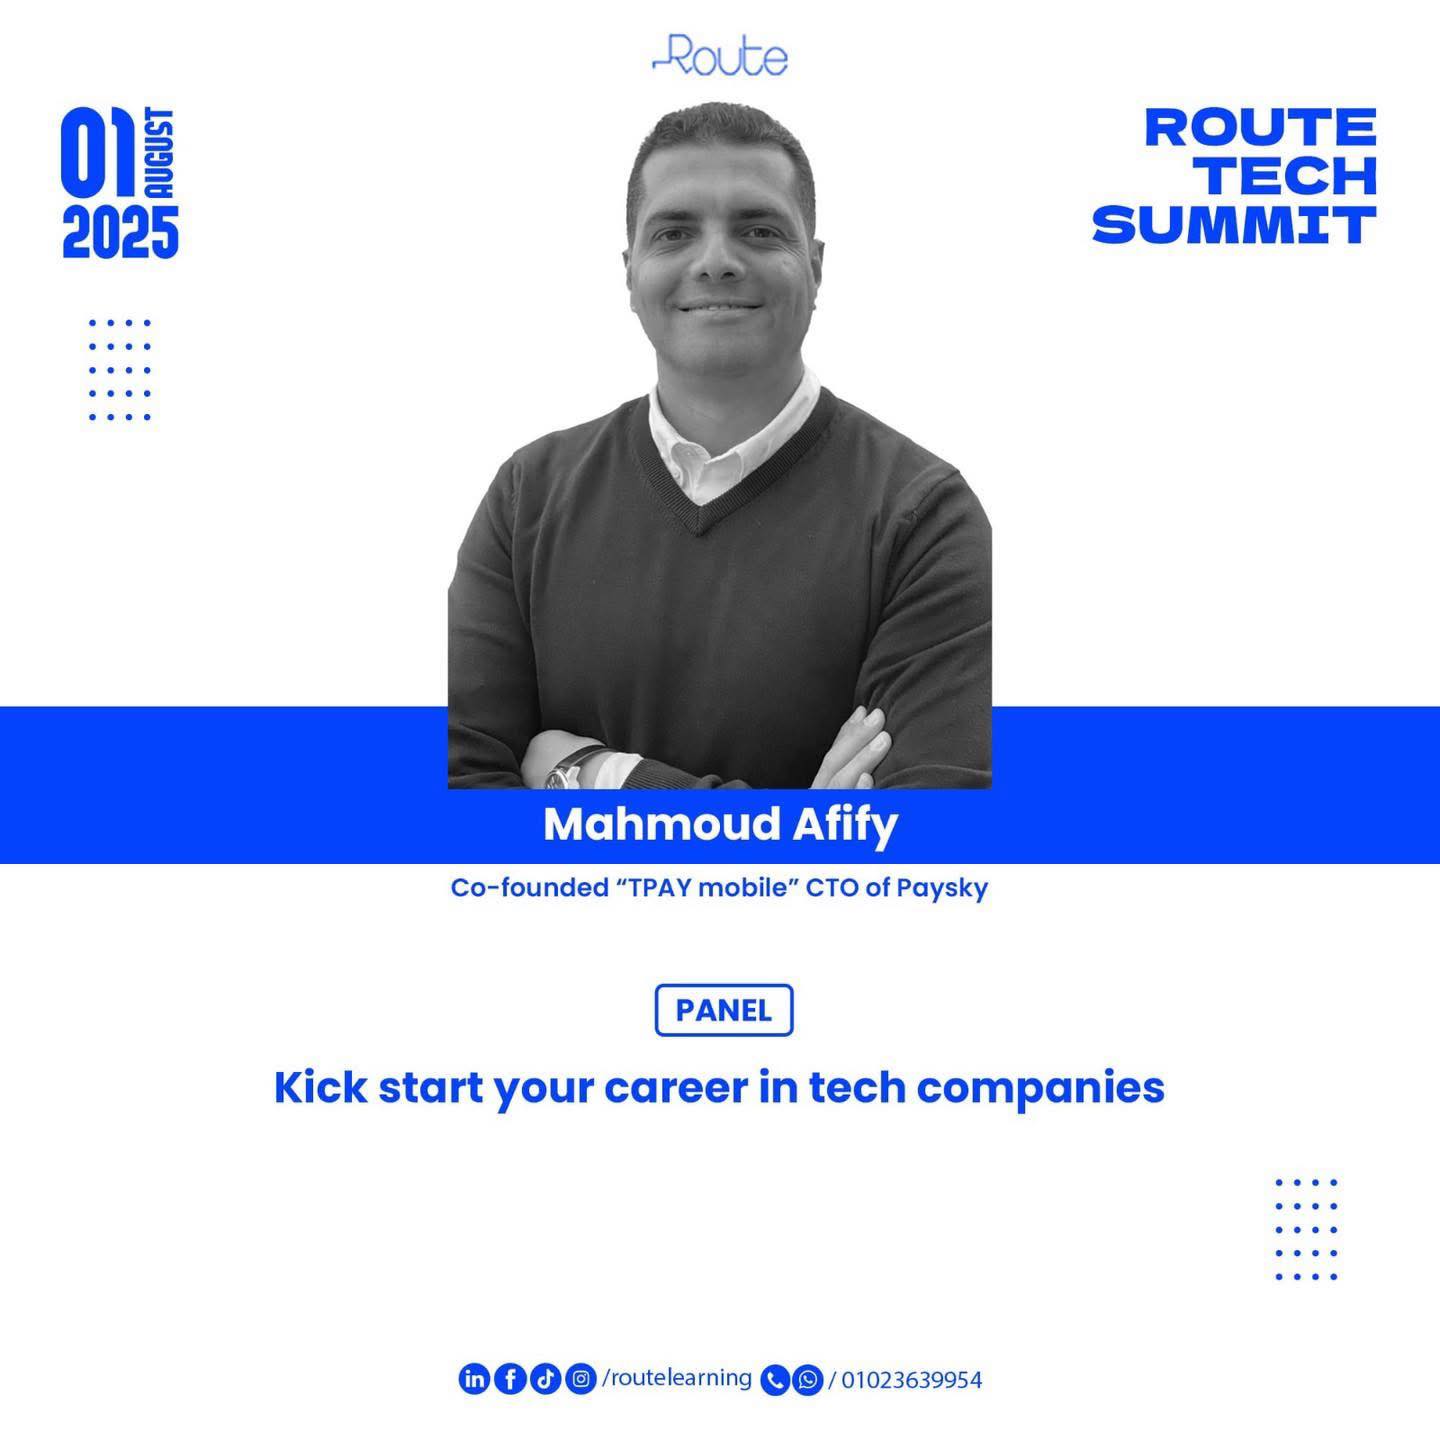 Route
01 AUGUST
2025
ROUTE
TECH
SUMMIT
Mahmoud Afify
Co-founded “TPAY mobile” CTO of Paysky
PANEL
Kick start your career in tech companies
/routelearning / 01023639954